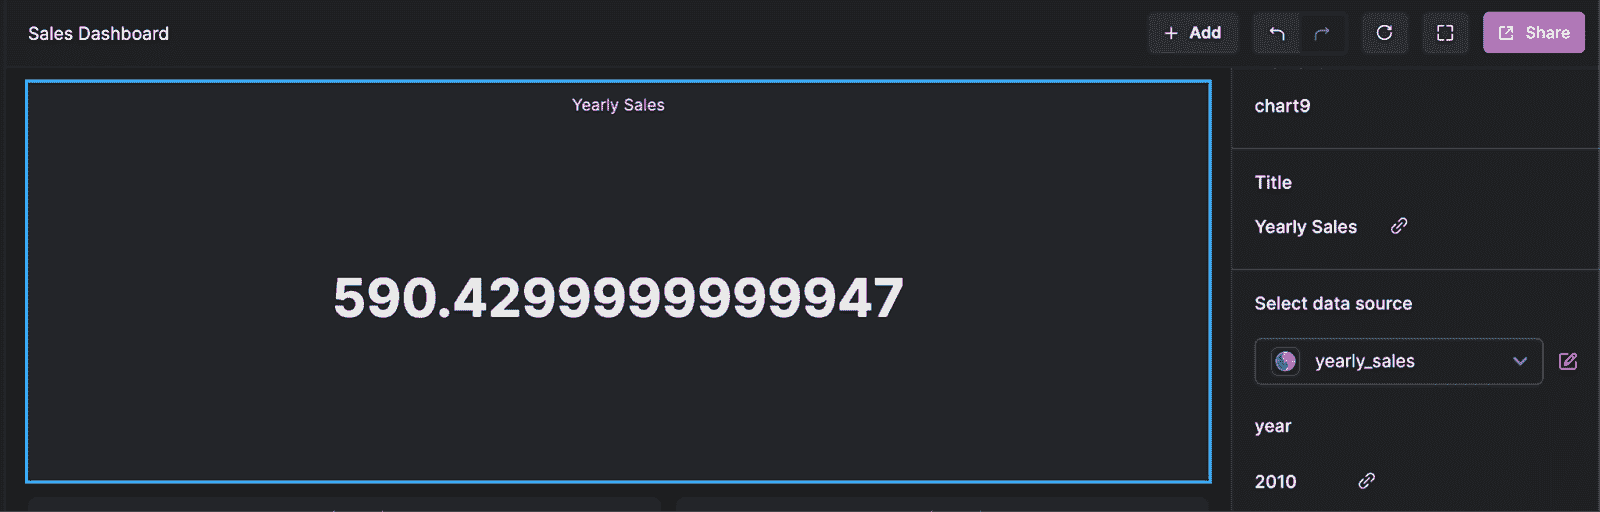 Sales Dashboard
Add
Share
Yearly Sales
590.4299999999947
chart9
Title
Yearly Sales
Select data source
yearly_sales
year
2010